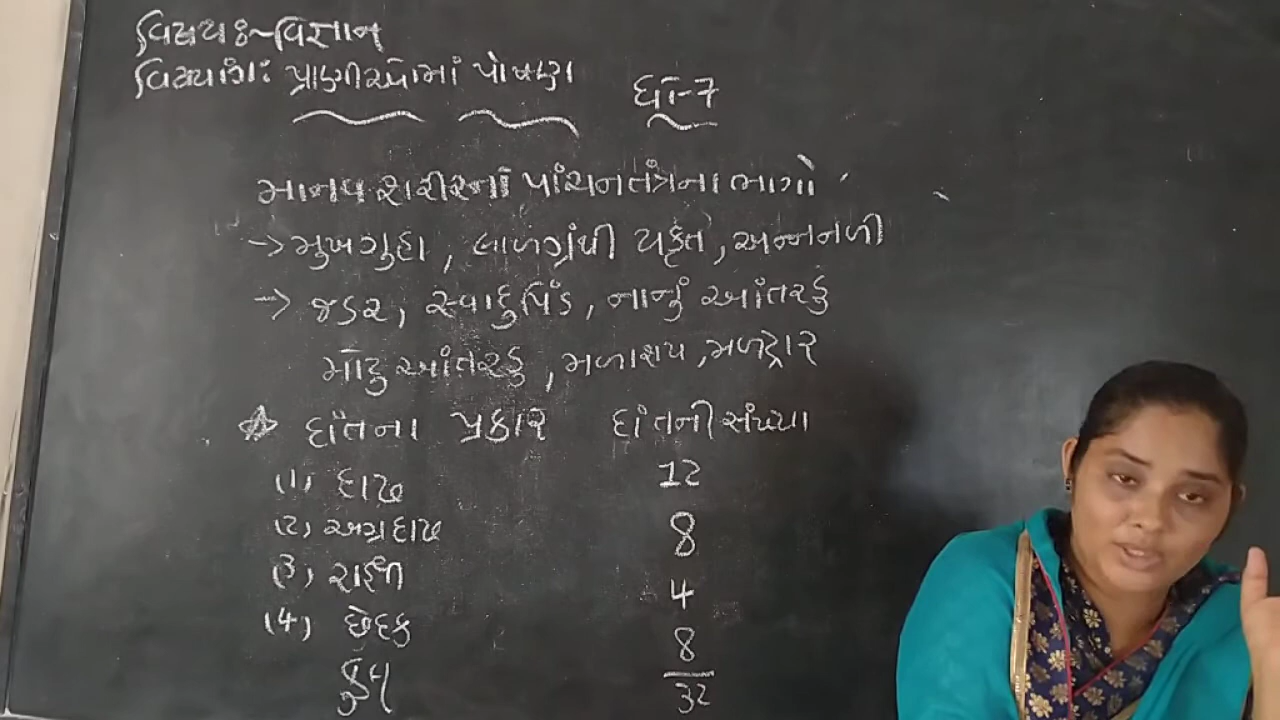 વિષય ઃ- વિજ્ઞાન
વિષયાંગ: પ્રાણીઓમાં પોષણ
ધો-7
માનવ શરીરનાં પાંચનતંત્રના ભાગો
-> મુખગુહા, લાળગ્રંથી યકૃત, અન્નનળી
-> જઠર, સ્વાદુપિંડ, નાનું આંતરડું
મોંટુ આંતરડુ, મળાશય, મળદ્વાર
☆ દાંતના પ્રકાર દાંતની સંખ્યા
(1) દાઢ 12
(2) અગ્રદાઢ 8
(3) રાક્ષી 4
(4) છેદક 8
કુલ 32